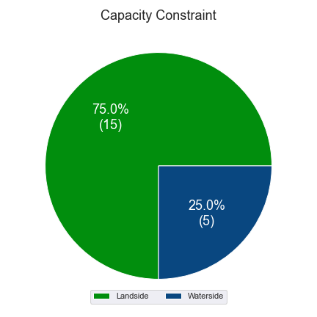 Capacity Constraint
75.0%
(15)
25.0%
(5)
Landside Waterside